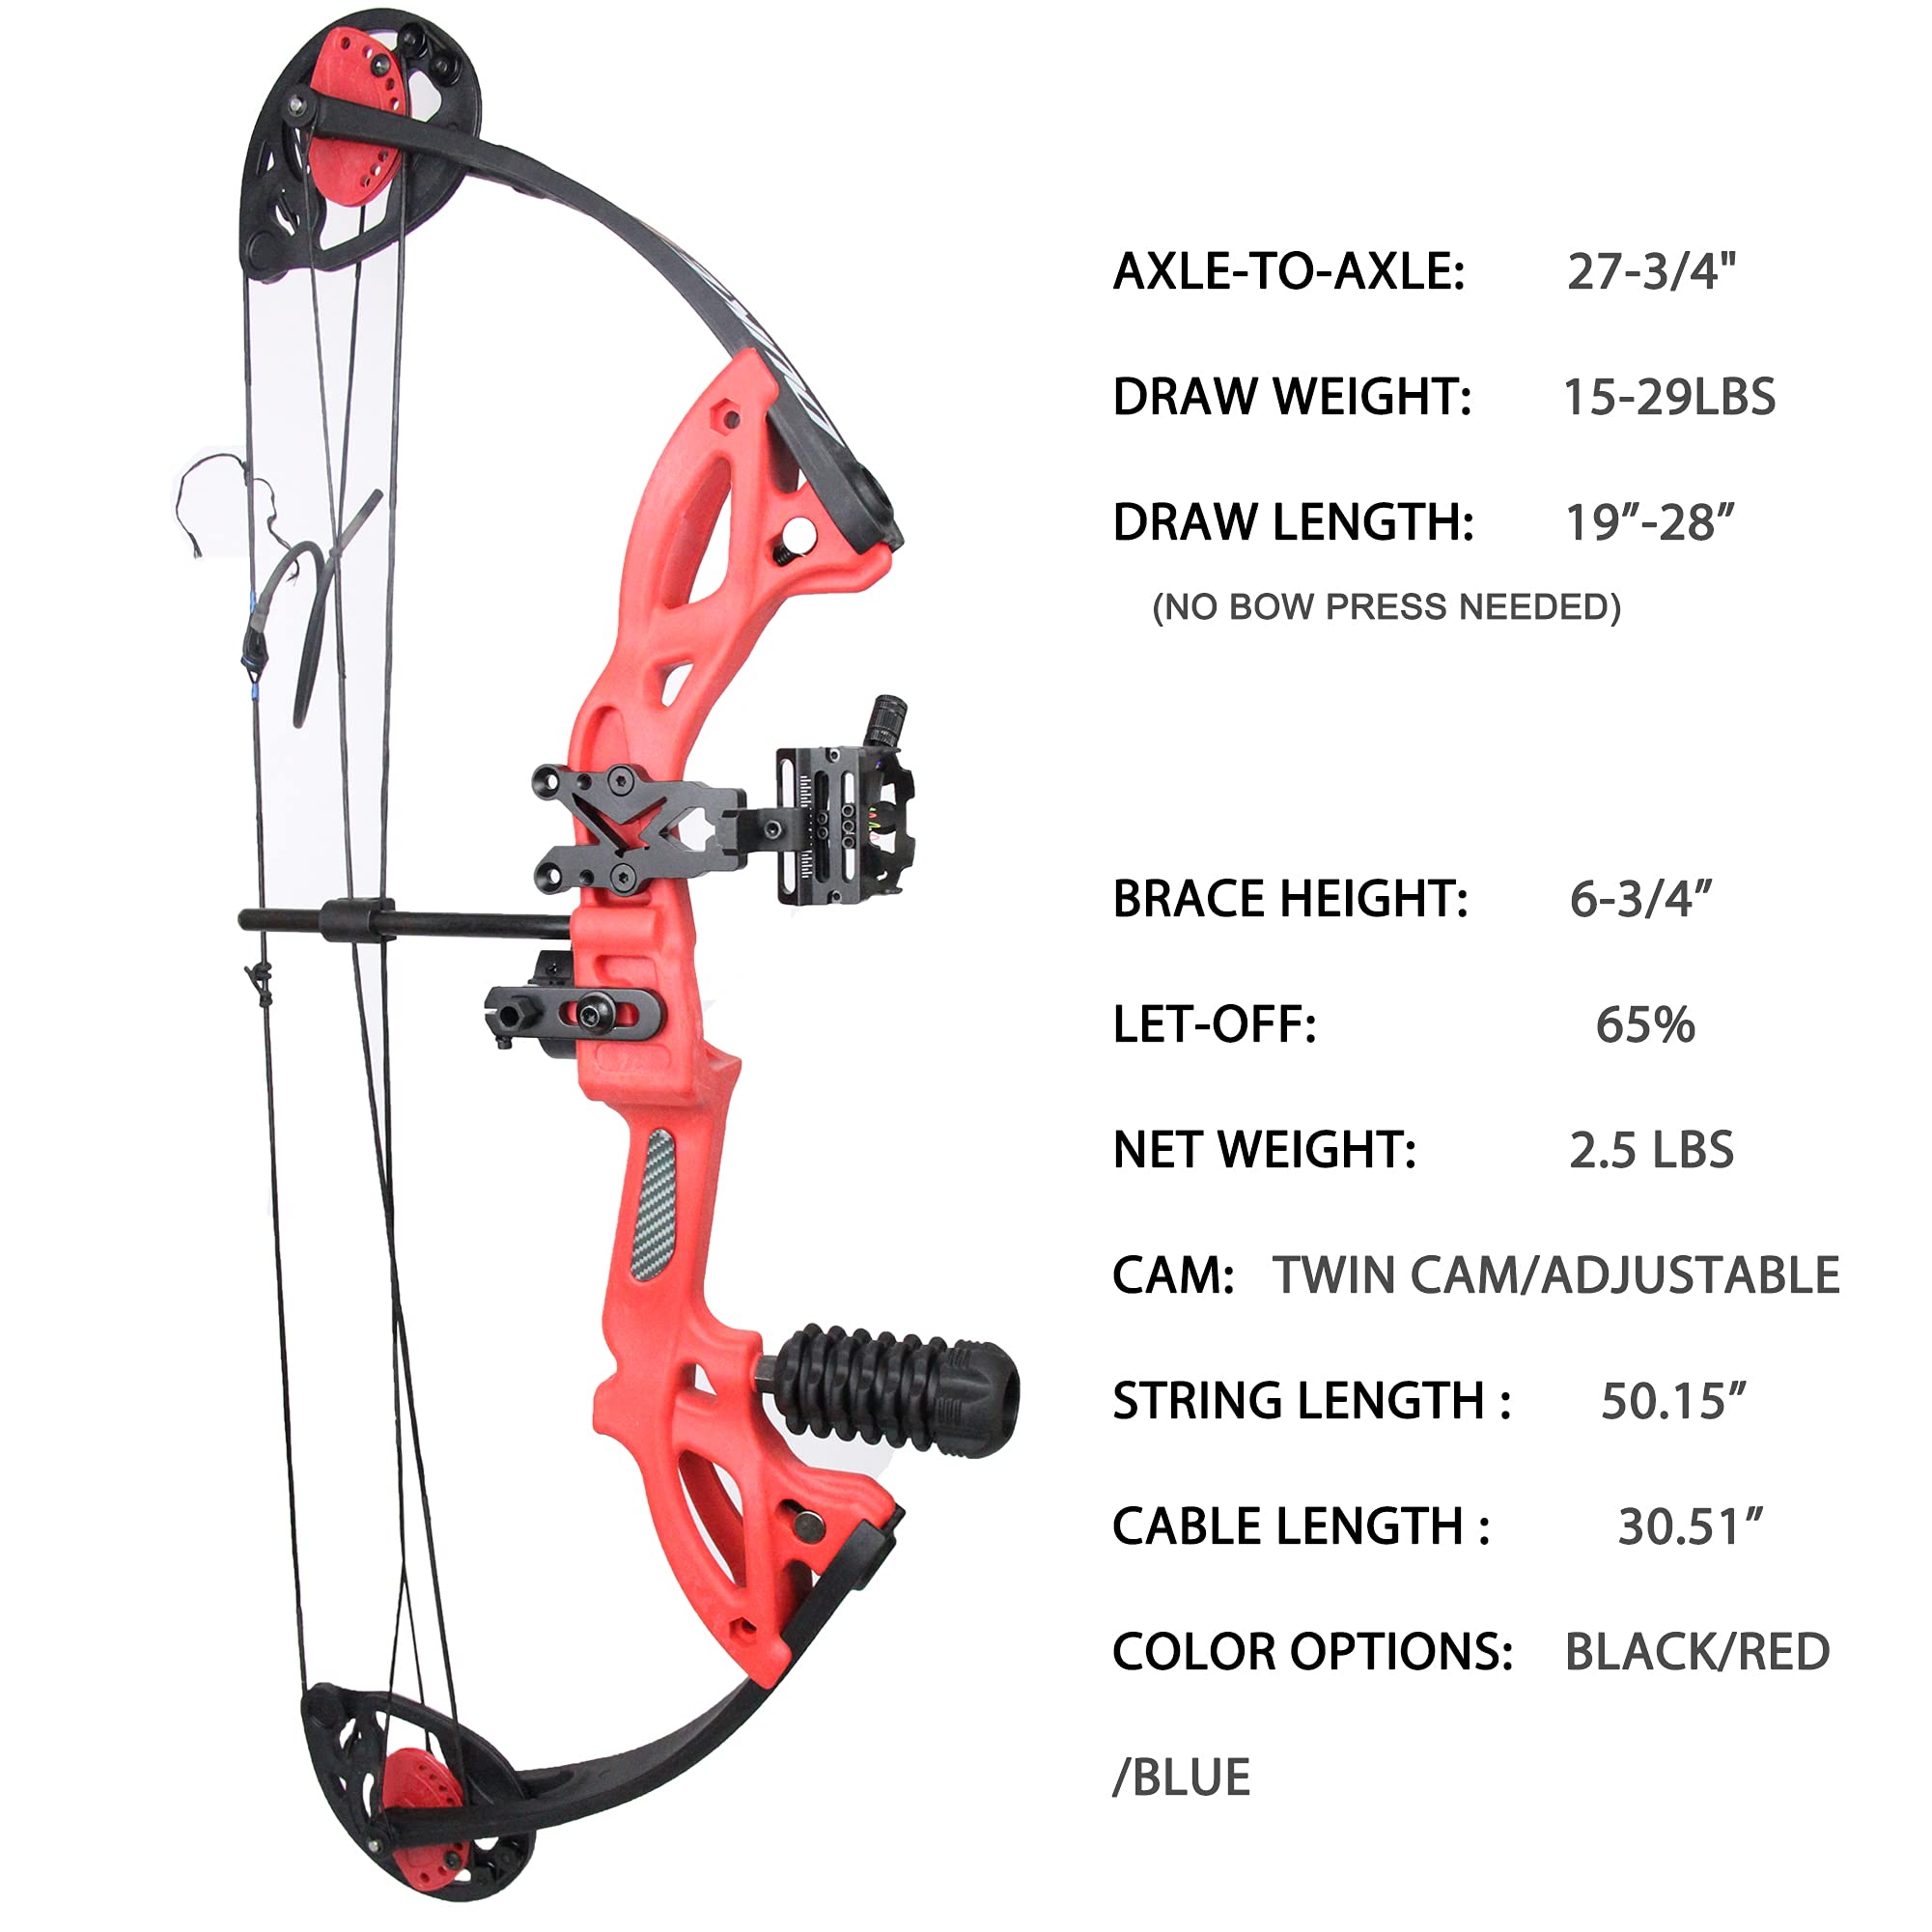 AXLE-TO-AXLE: 27-3/4"
DRAW WEIGHT: 15-29LBS
DRAW LENGTH: 19”-28”
(NO BOW PRESS NEEDED)
BRACE HEIGHT: 6-3/4”
LET-OFF: 65%
NET WEIGHT: 2.5 LBS
CAM: TWIN CAM/ADJUSTABLE
STRING LENGTH : 50.15”
CABLE LENGTH : 30.51”
COLOR OPTIONS: BLACK/RED
/BLUE